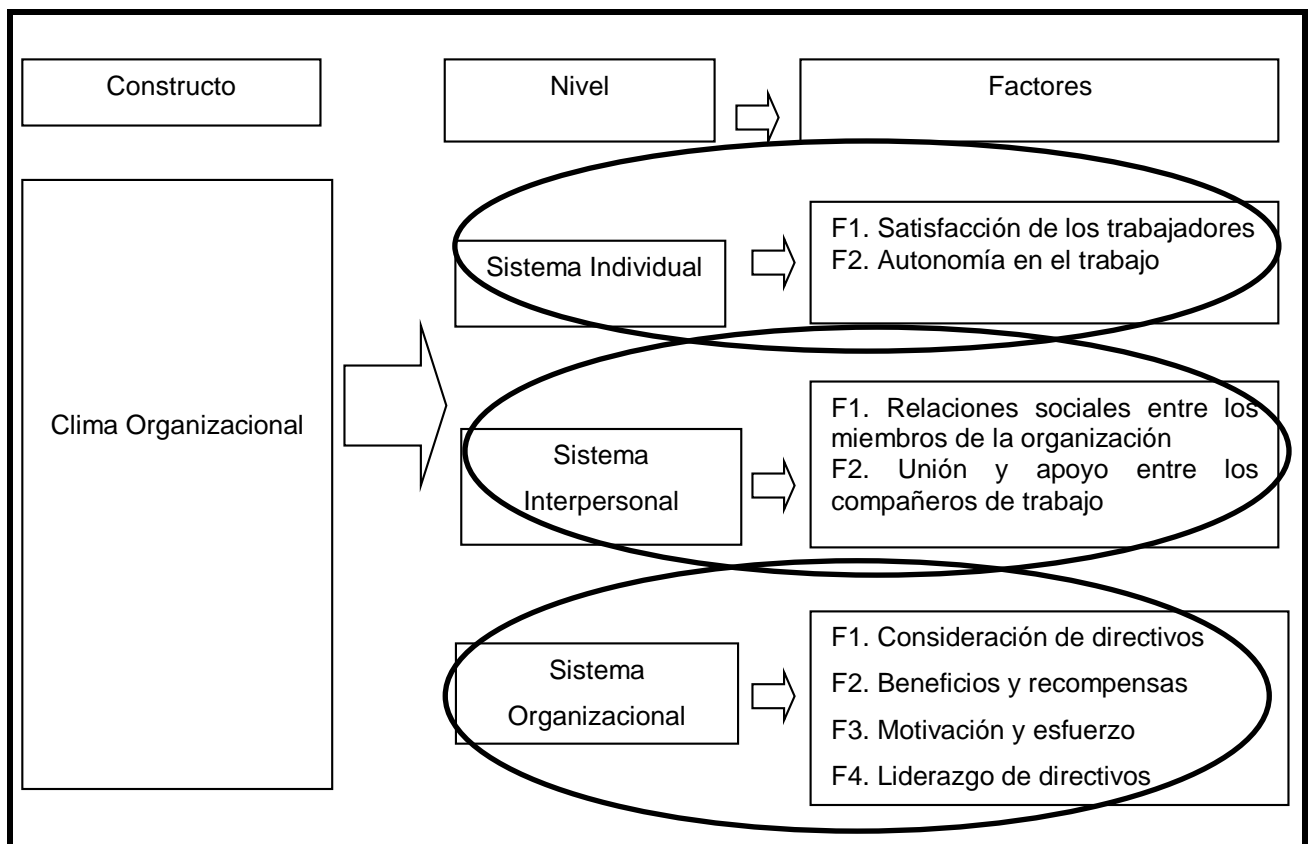 Constructo
Nivel
Factores
Clima Organizacional
Sistema Individual
F1. Satisfacción de los trabajadores
F2. Autonomía en el trabajo
Sistema
Interpersonal
F1. Relaciones sociales entre los
miembros de la organización
F2. Unión y apoyo entre los
compañeros de trabajo
Sistema
Organizacional
F1. Consideración de directivos
F2. Beneficios y recompensas
F3. Motivación y esfuerzo
F4. Liderazgo de directivos